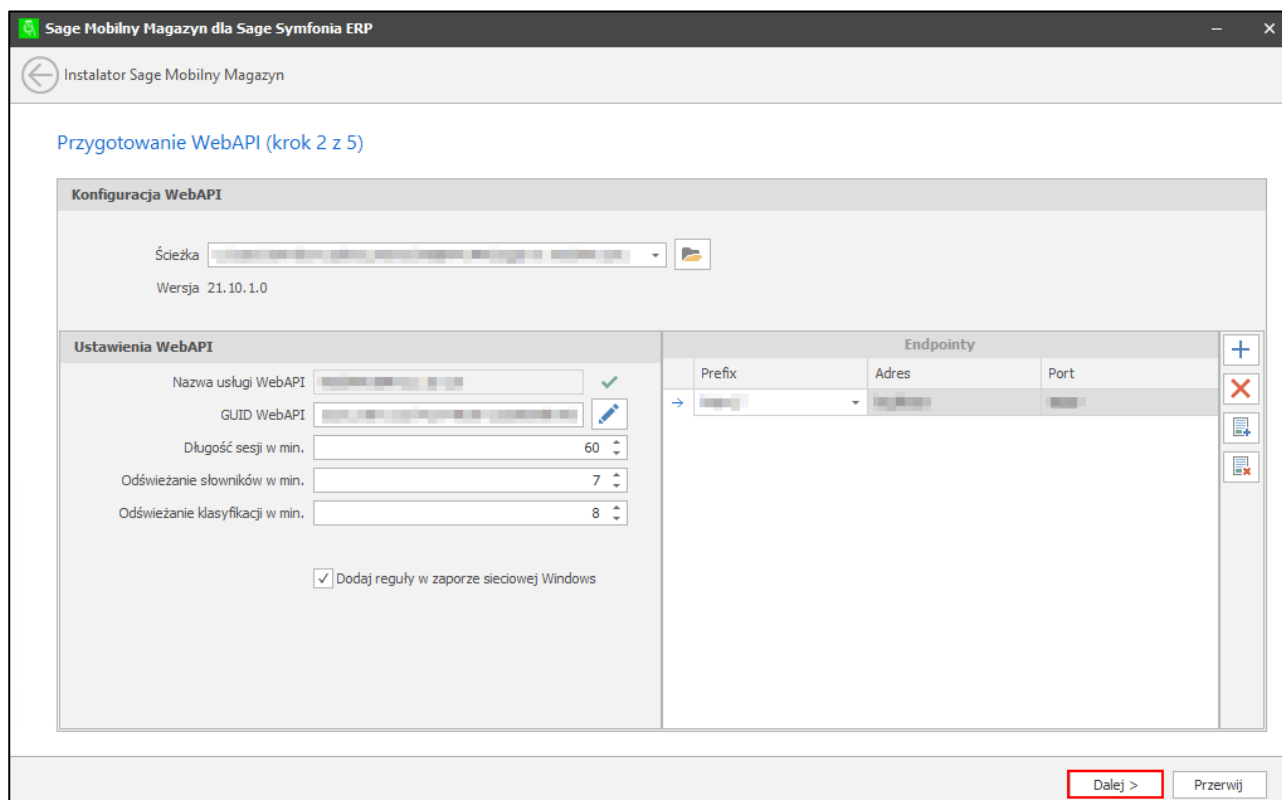 Sage Mobilny Magazyn dla Sage Symfonia ERP
Instalator Sage Mobilny Magazyn
Przygotowanie WebAPI (krok 2 z 5)
Konfiguracja WebAPI
Ścieżka
Wersja 21.10.1.0
Ustawienia WebAPI
Nazwa usługi WebAPI
GUID WebAPI
Długość sesji w min. 60
Odświeżanie słowników w min. 7
Odświeżanie klasyfikacji w min. 8
Dodaj reguły w zaporze sieciowej Windows
Endpointy
Prefix Adres Port
Dalej > Przerwij